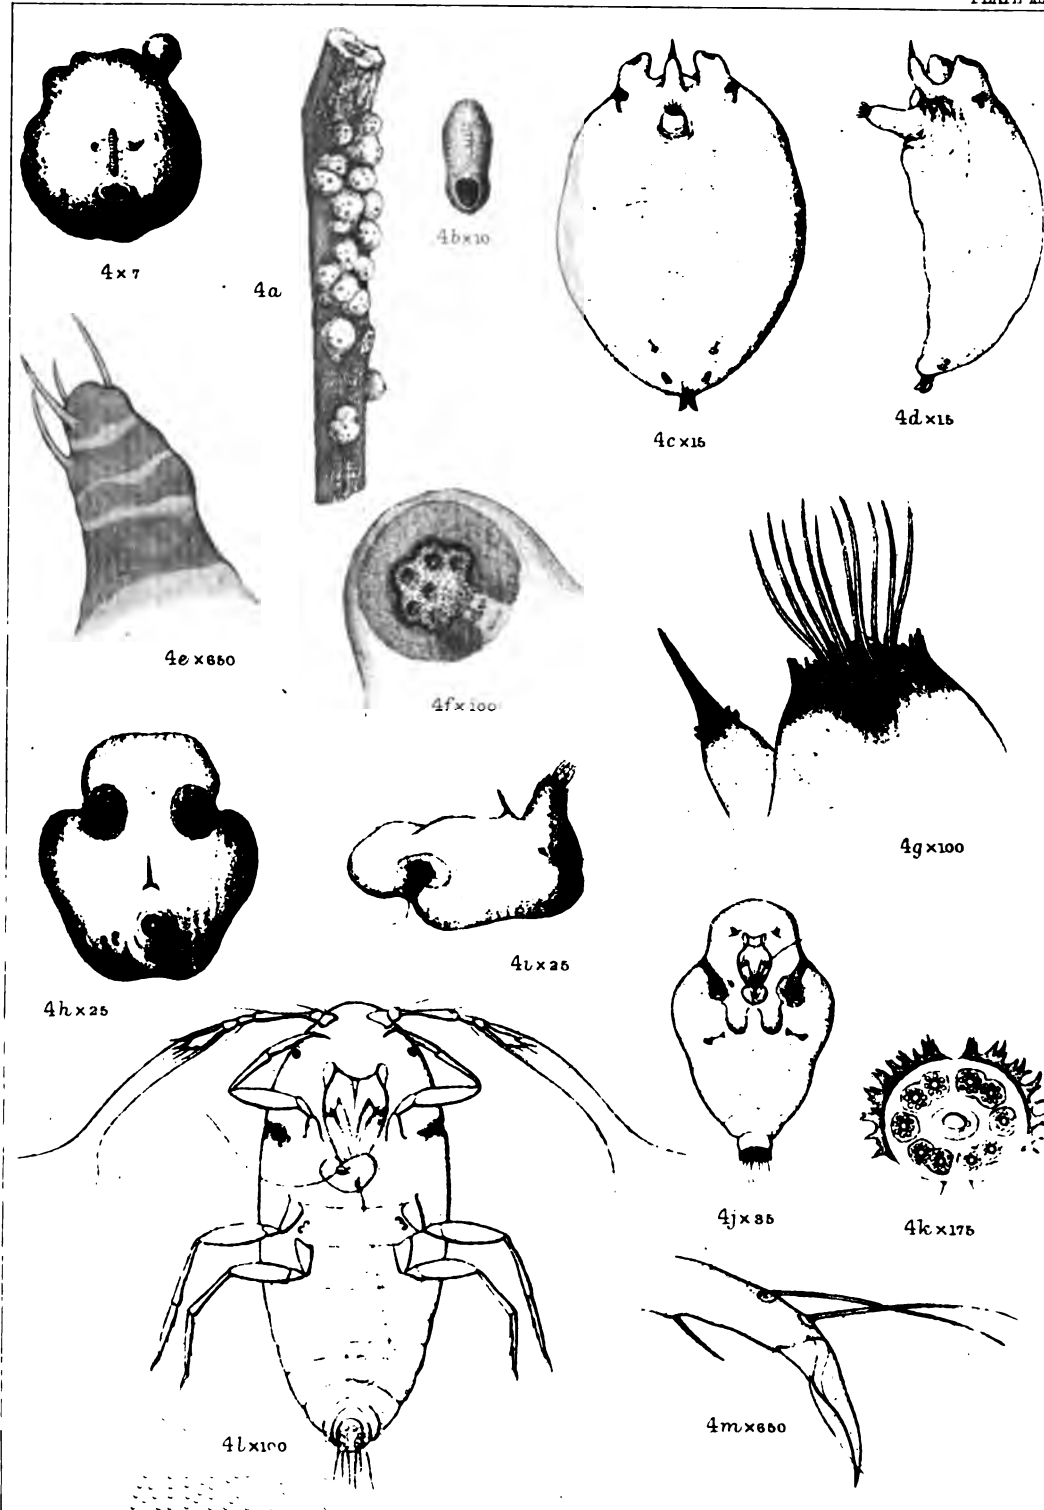 4 × 7
4a
4b × 10
4c × 15
4d × 15
4e × 650
4f × 100
4g × 100
4h × 25
4i × 25
4j × 35
4k × 175
4l × 100
4m × 650